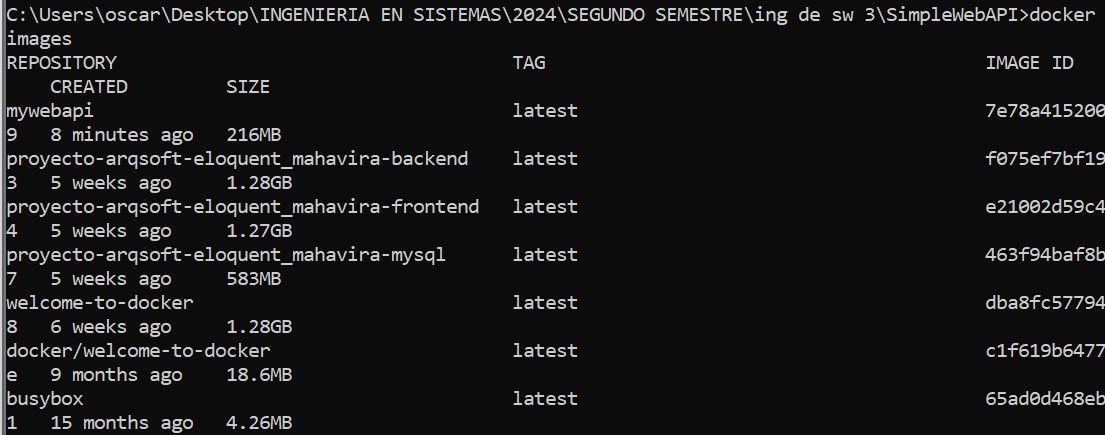 C:\Users\oscar\Desktop\INGENIERIA EN SISTEMAS\2024\SEGUNDO SEMESTRE\ing de sw 3\SimpleWebAPI>docker
images
REPOSITORY TAG IMAGE ID
CREATED SIZE
mywebapi latest 7e78a415200
9 8 minutes ago 216MB
proyecto-arqsoft-eloquent_mahavira-backend latest f075ef7bf19
3 5 weeks ago 1.28GB
proyecto-arqsoft-eloquent_mahavira-frontend latest e21002d59c4
4 5 weeks ago 1.27GB
proyecto-arqsoft-eloquent_mahavira-mysql latest 463f94baf8b
7 5 weeks ago 583MB
welcome-to-docker latest dba8fc57794
8 6 weeks ago 1.28GB
docker/welcome-to-docker latest c1f619b6477
e 9 months ago 18.6MB
busybox latest 65ad0d468eb
1 15 months ago 4.26MB